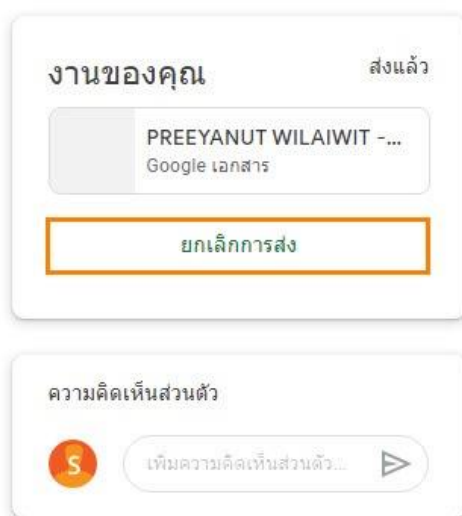 งานของคุณ
ส่งแล้ว
PREEYANUT WILAIWIT -...
Google เอกสาร
ยกเลิกการส่ง
ความคิดเห็นส่วนตัว
S
เพิ่มความคิดเห็นส่วนตัว...